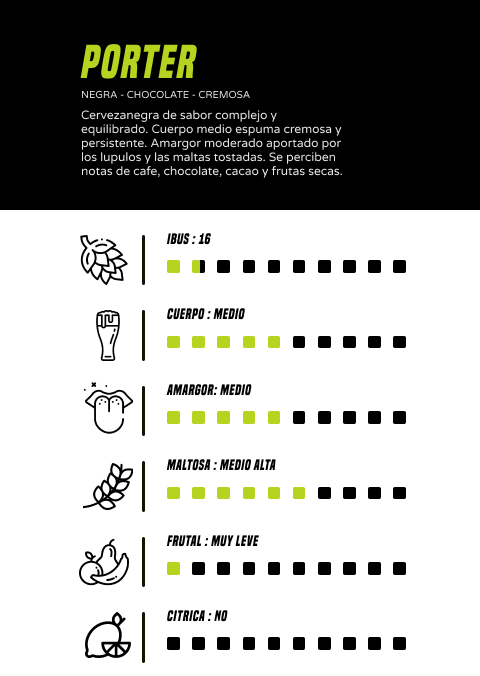 PORTER
NEGRA - CHOCOLATE - CREMOSA
Cervezanegra de sabor complejo y
equilibrado. Cuerpo medio espuma cremosa y
persistente. Amargor moderado aportado por
los lupulos y las maltas tostadas. Se perciben
notas de cafe, chocolate, cacao y frutas secas.
IBUS : 16
CUERPO : MEDIO
AMARGOR: MEDIO
MALTOSA : MEDIO ALTA
FRUTAL : MUY LEVE
CITRICA : NO